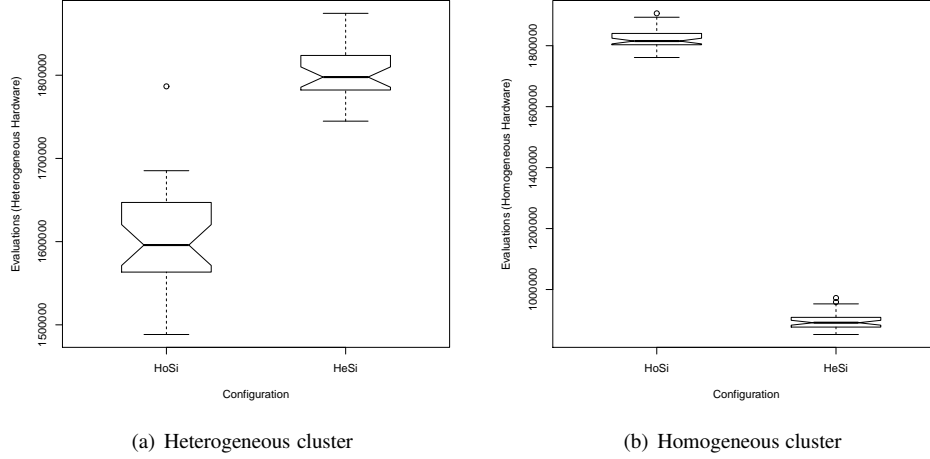 Evaluations (Heterogeneous Hardware)
1800000
1700000
1600000
1500000
HoSi
HeSi
Configuration
(a) Heterogeneous cluster
Evaluations (Homogeneous Hardware)
1800000
1600000
1400000
1200000
1000000
HoSi
HeSi
Configuration
(b) Homogeneous cluster